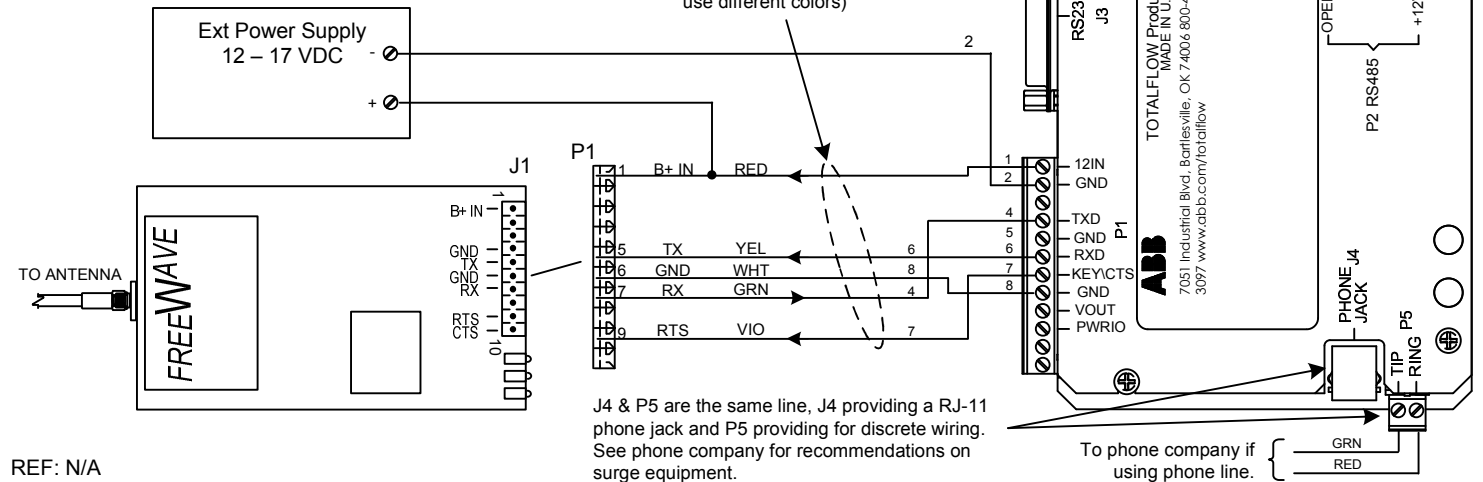 use different colors)
Ext Power Supply
12 – 17 VDC
-
+
2
RS23
J3
TOTALFLOW Produ
MADE IN U.S
ABB
7051 Industrial Blvd, Bartlesville, OK 74006 800-4
3097 www.abb.com/totalflow
OPE
+12
P2 RS485
P1
J1
1 B+ IN RED 1 12IN
2 GND
4 TXD
5 GND
5 TX YEL 6 6 RXD
6 GND WHT 8 7 KEY\CTS
7 RX GRN 4 8 GND
VOUT
9 RTS VIO 7 PWRIO
P1
TO ANTENNA
FREEWAVE
1
B+ IN
GND
TX
GND
RX
RTS
CTS
10
PHONE
JACK
J4
TIP
RING
P5
J4 & P5 are the same line, J4 providing a RJ-11
phone jack and P5 providing for discrete wiring.
See phone company for recommendations on
surge equipment.
To phone company if
using phone line.
GRN
RED
REF: N/A